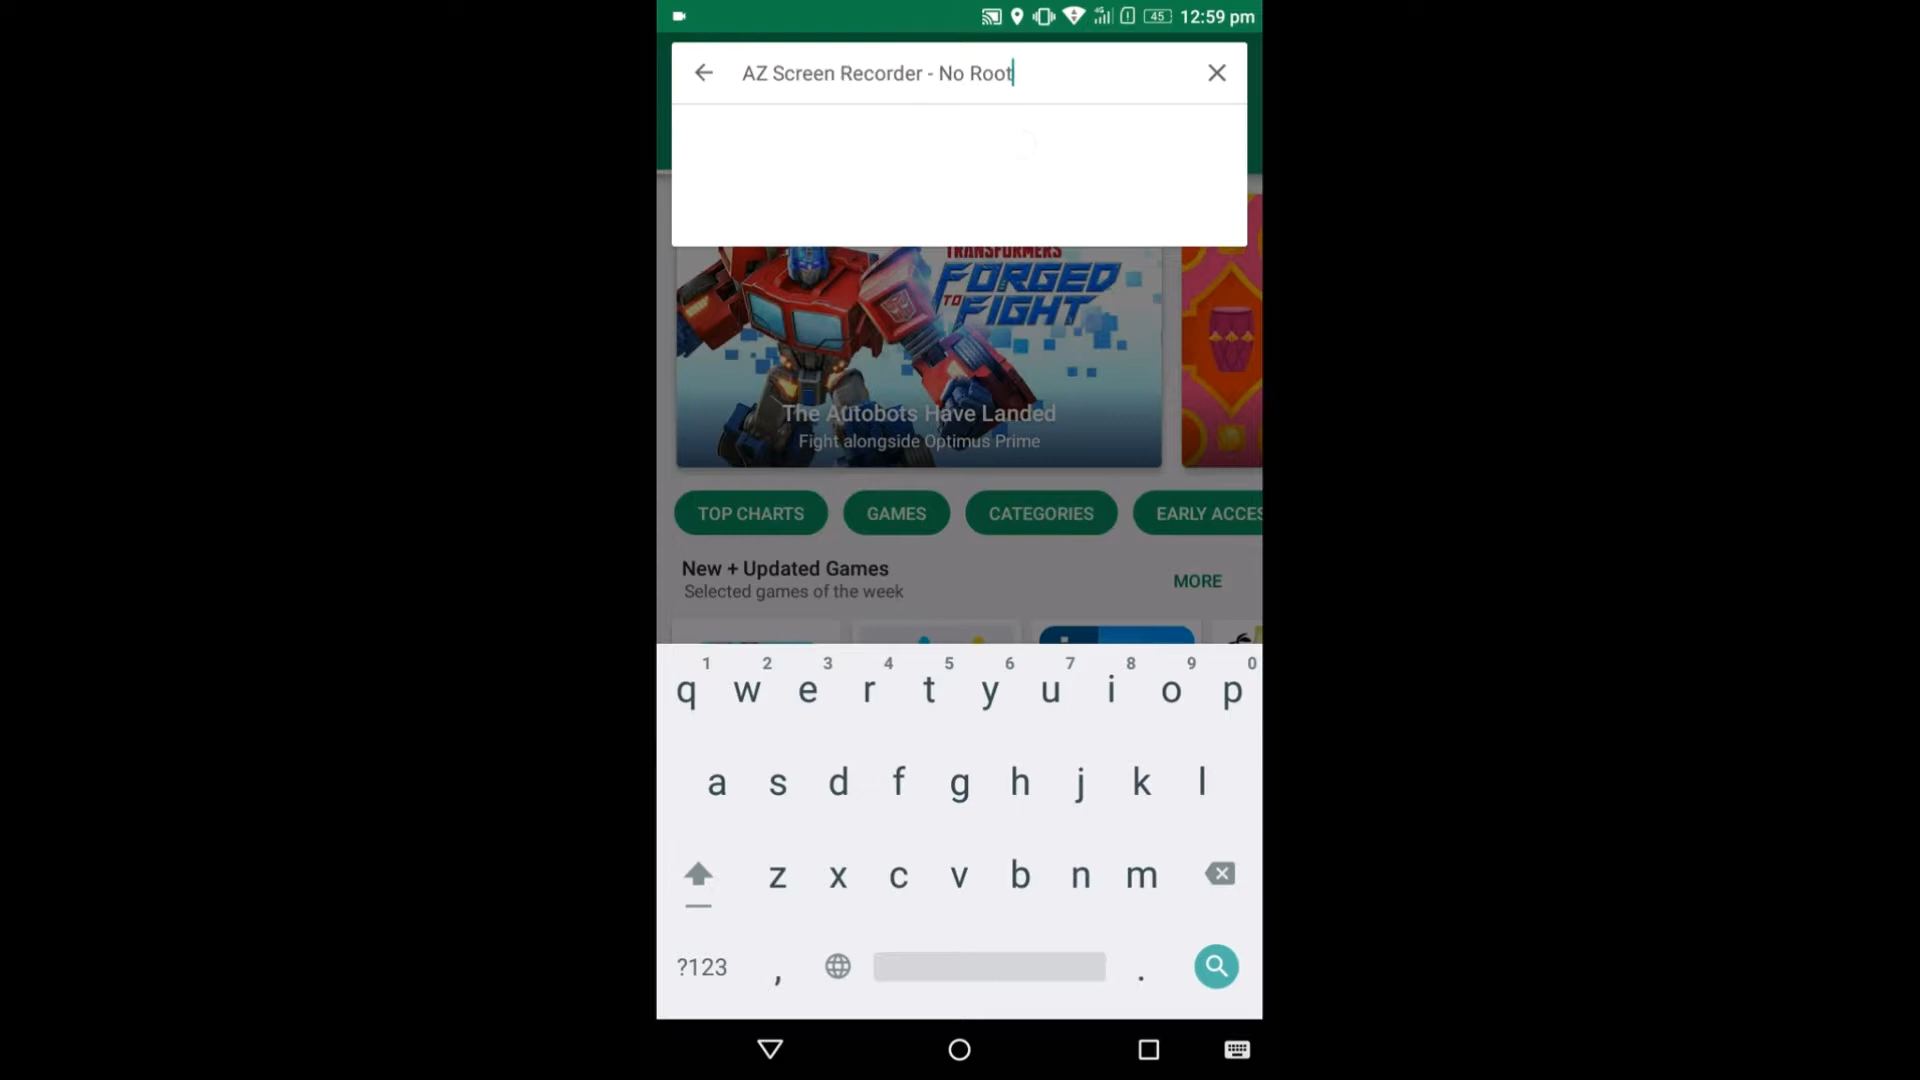 45 12:59 pm
AZ Screen Recorder - No Root
TRANSFORMERS
FORGED
TO
FIGHT
The Autobots Have Landed
Fight alongside Optimus Prime
TOP CHARTS GAMES CATEGORIES EARLY ACCES
New + Updated Games
MORE
Selected games of the week
1 2 3 4 5 6 7 8 9 0
q w e r t y u i o p
a s d f g h j k l
z x c v b n m
?123 , .